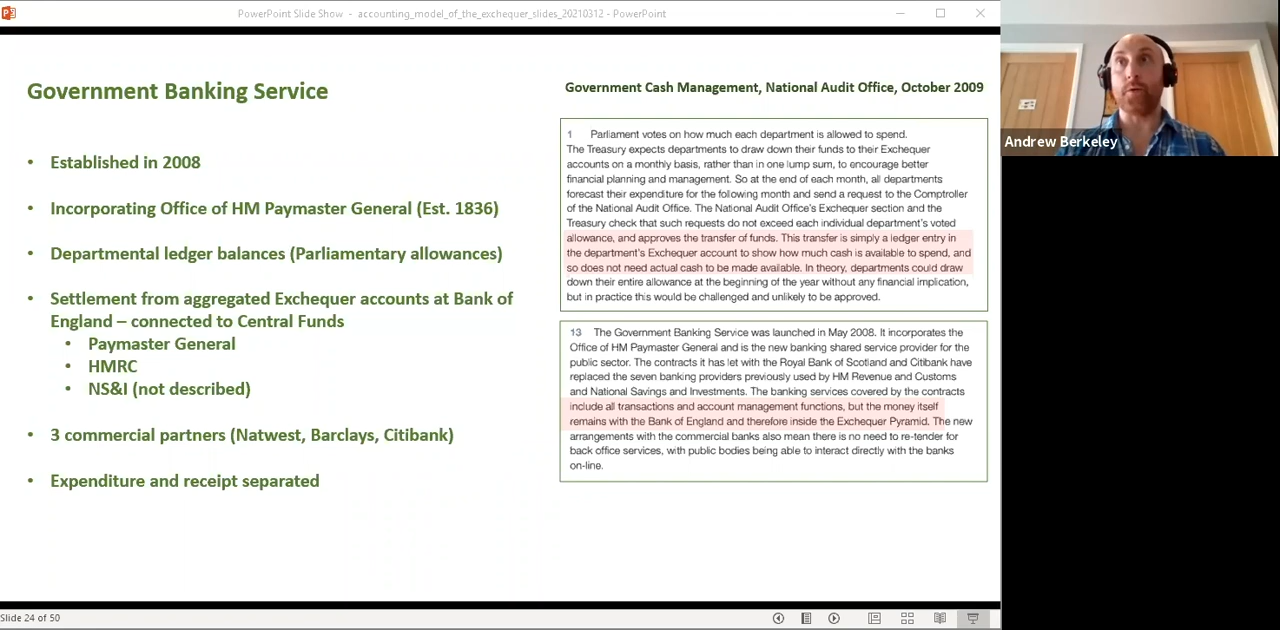 PowerPoint Slide Show - accounting_model_of_the_exchequer_slides_20210312 - PowerPoint
Government Banking Service
• Established in 2008
• Incorporating Office of HM Paymaster General (Est. 1836)
• Departmental ledger balances (Parliamentary allowances)
• Settlement from aggregated Exchequer accounts at Bank of
England – connected to Central Funds
• Paymaster General
• HMRC
• NS&I (not described)
• 3 commercial partners (Natwest, Barclays, Citibank)
• Expenditure and receipt separated
Government Cash Management, National Audit Office, October 2009
1 Parliament votes on how much each department is allowed to spend.
The Treasury expects departments to draw down their funds to their Exchequer
accounts on a monthly basis, rather than in one lump sum, to encourage better
financial planning and management. So at the end of each month, all departments
forecast their expenditure for the following month and send a request to the Comptroller
of the National Audit Office. The National Audit Office's Exchequer section and the
Treasury check that such requests do not exceed each individual department's voted
allowance, and approves the transfer of funds. This transfer is simply a ledger entry in
the department's Exchequer account to show how much cash is available to spend, and
so does not need actual cash to be made available. In theory, departments could draw
down their entire allowance at the beginning of the year without any financial implication,
but in practice this would be challenged and unlikely to be approved.
13 The Government Banking Service was launched in May 2008. It incorporates the
Office of HM Paymaster General and is the new banking shared service provider for the
public sector. The contracts it has let with the Royal Bank of Scotland and Citibank have
replaced the seven banking providers previously used by HM Revenue and Customs
and National Savings and Investments. The banking services covered by the contracts
include all transactions and account management functions, but the money itself
remains with the Bank of England and therefore inside the Exchequer Pyramid. The new
arrangements with the commercial banks also mean there is no need to re-tender for
back office services, with public bodies being able to interact directly with the banks
on-line.
Andrew Berkeley
Slide 24 of 50